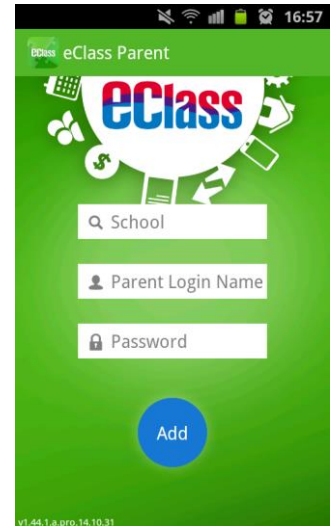 16:57
eClass eClass Parent
eClass
$
School
Parent Login Name
Password
Add
v1.44.1.a.pro.14.10.31